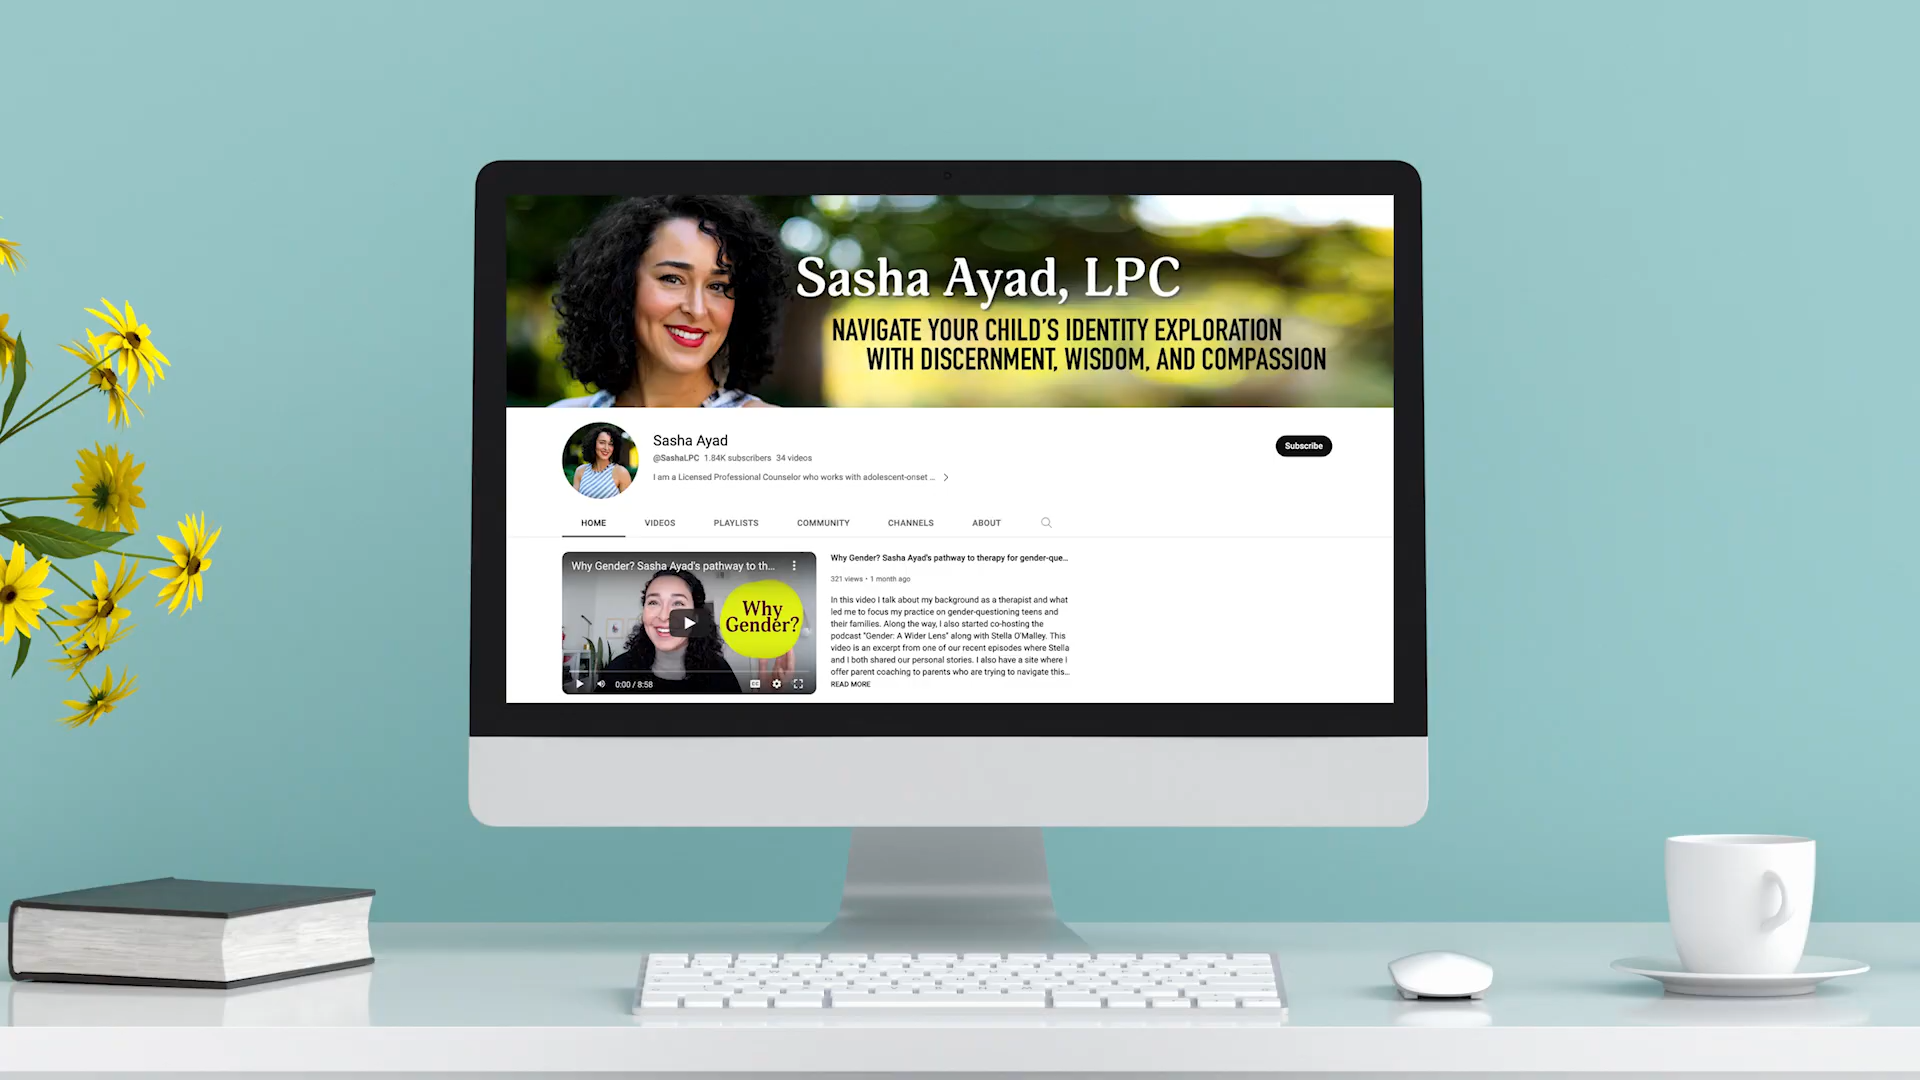 Sasha Ayad, LPC
NAVIGATE YOUR CHILD'S IDENTITY EXPLORATION
WITH DISCERNMENT, WISDOM, AND COMPASSION
Sasha Ayad
@SashaLPC 1.84K subscribers 34 videos
I am a Licensed Professional Counselor who works with adolescent-onset ...
Subscribe
HOME VIDEOS PLAYLISTS COMMUNITY CHANNELS ABOUT
Why Gender? Sasha Ayad's pathway to th...
Why
Gender?
0:00 / 8:58
Why Gender? Sasha Ayad's pathway to therapy for gender-que...
321 views • 1 month ago
In this video I talk about my background as a therapist and what
led me to focus my practice on gender-questioning teens and
their families. Along the way, I also started co-hosting the
podcast "Gender: A Wider Lens" along with Stella O'Malley. This
video is an excerpt from one of our recent episodes where Stella
and I both shared our personal stories. I also have a site where I
offer parent coaching to parents who are trying to navigate this...
READ MORE